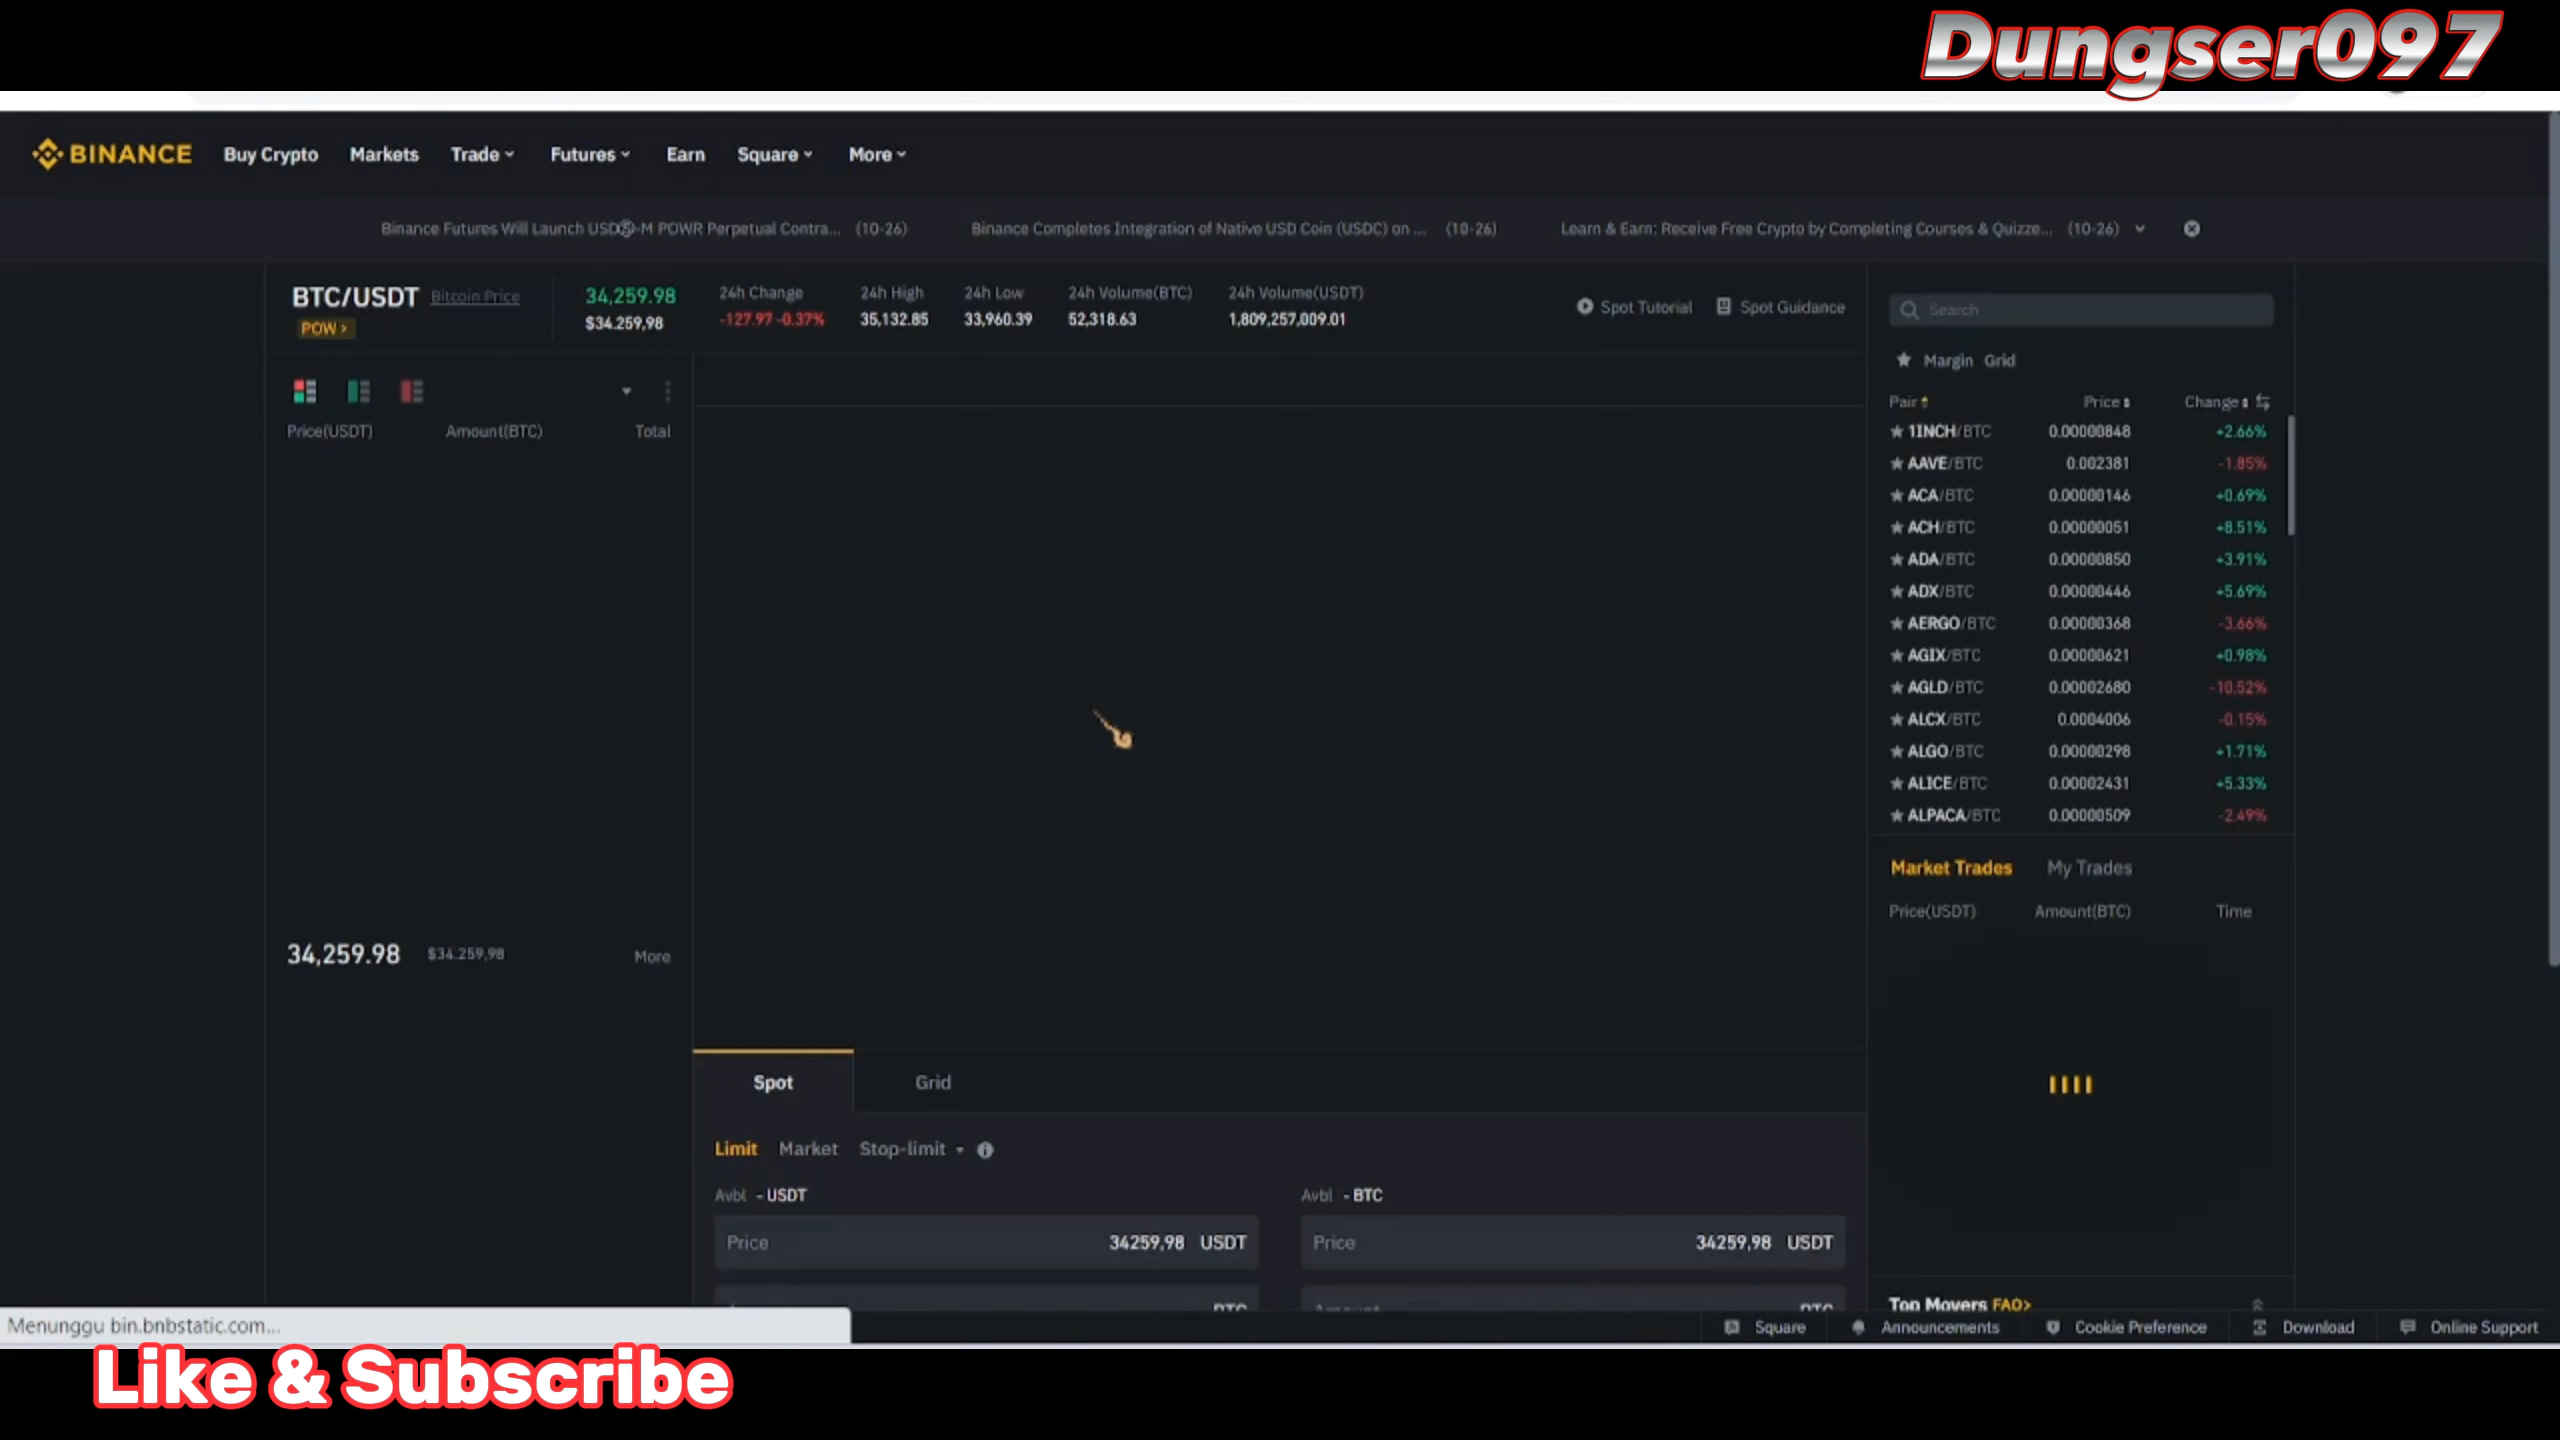 Dungser097
BINANCE Buy Crypto Markets Trade Futures Earn Square More
Binance Futures Will Launch USDⓈ-M POWR Perpetual Contra... (10-26) Binance Completes Integration of Native USD Coin (USDC) on ... (10-26) Learn & Earn: Receive Free Crypto by Completing Courses & Quizze... (10-26)
BTC/USDT Bitcoin Price
POW >
34,259.98
$34.259,98
24h Change
-127.97 -0.37%
24h High
35,132.85
24h Low
33,960.39
24h Volume(BTC)
52,318.63
24h Volume(USDT)
1,809,257,009.01
Spot Tutorial Spot Guidance
Price(USDT) Amount(BTC) Total
34,259.98 $34.259,98 More
Spot Grid
Limit Market Stop-limit
Avbl - USDT
Price 34259,98 USDT
BTC
Avbl - BTC
Price 34259,98 USDT
Amount BTC
Search
Margin Grid
Pair Price Change
1INCH/BTC 0.00000848 +2.66%
AAVE/BTC 0.002381 -1.85%
ACA/BTC 0.00000146 +0.69%
ACH/BTC 0.00000051 +8.51%
ADA/BTC 0.00000850 +3.91%
ADX/BTC 0.00000446 +5.69%
AERGO/BTC 0.00000368 -3.66%
AGIX/BTC 0.00000621 +0.98%
AGLD/BTC 0.00002680 -10.52%
ALCX/BTC 0.0004006 -0.15%
ALGO/BTC 0.00000298 +1.71%
ALICE/BTC 0.00002431 +5.33%
ALPACA/BTC 0.00000509 -2.49%
Market Trades My Trades
Price(USDT) Amount(BTC) Time
Top Movers FAQ>
Menunggu bin.bnbstatic.com...
Square Announcements Cookie Preference Download Online Support
Like & Subscribe